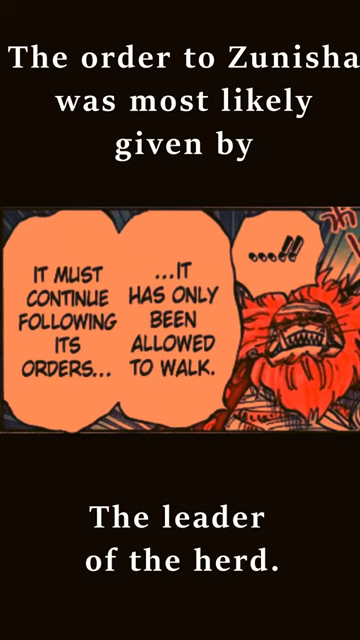 The order to Zunisha
was most likely
given by
...!!
...IT
HAS ONLY
BEEN
ALLOWED
TO WALK.
IT MUST
CONTINUE
FOLLOWING
ITS
ORDERS...
The leader
of the herd.